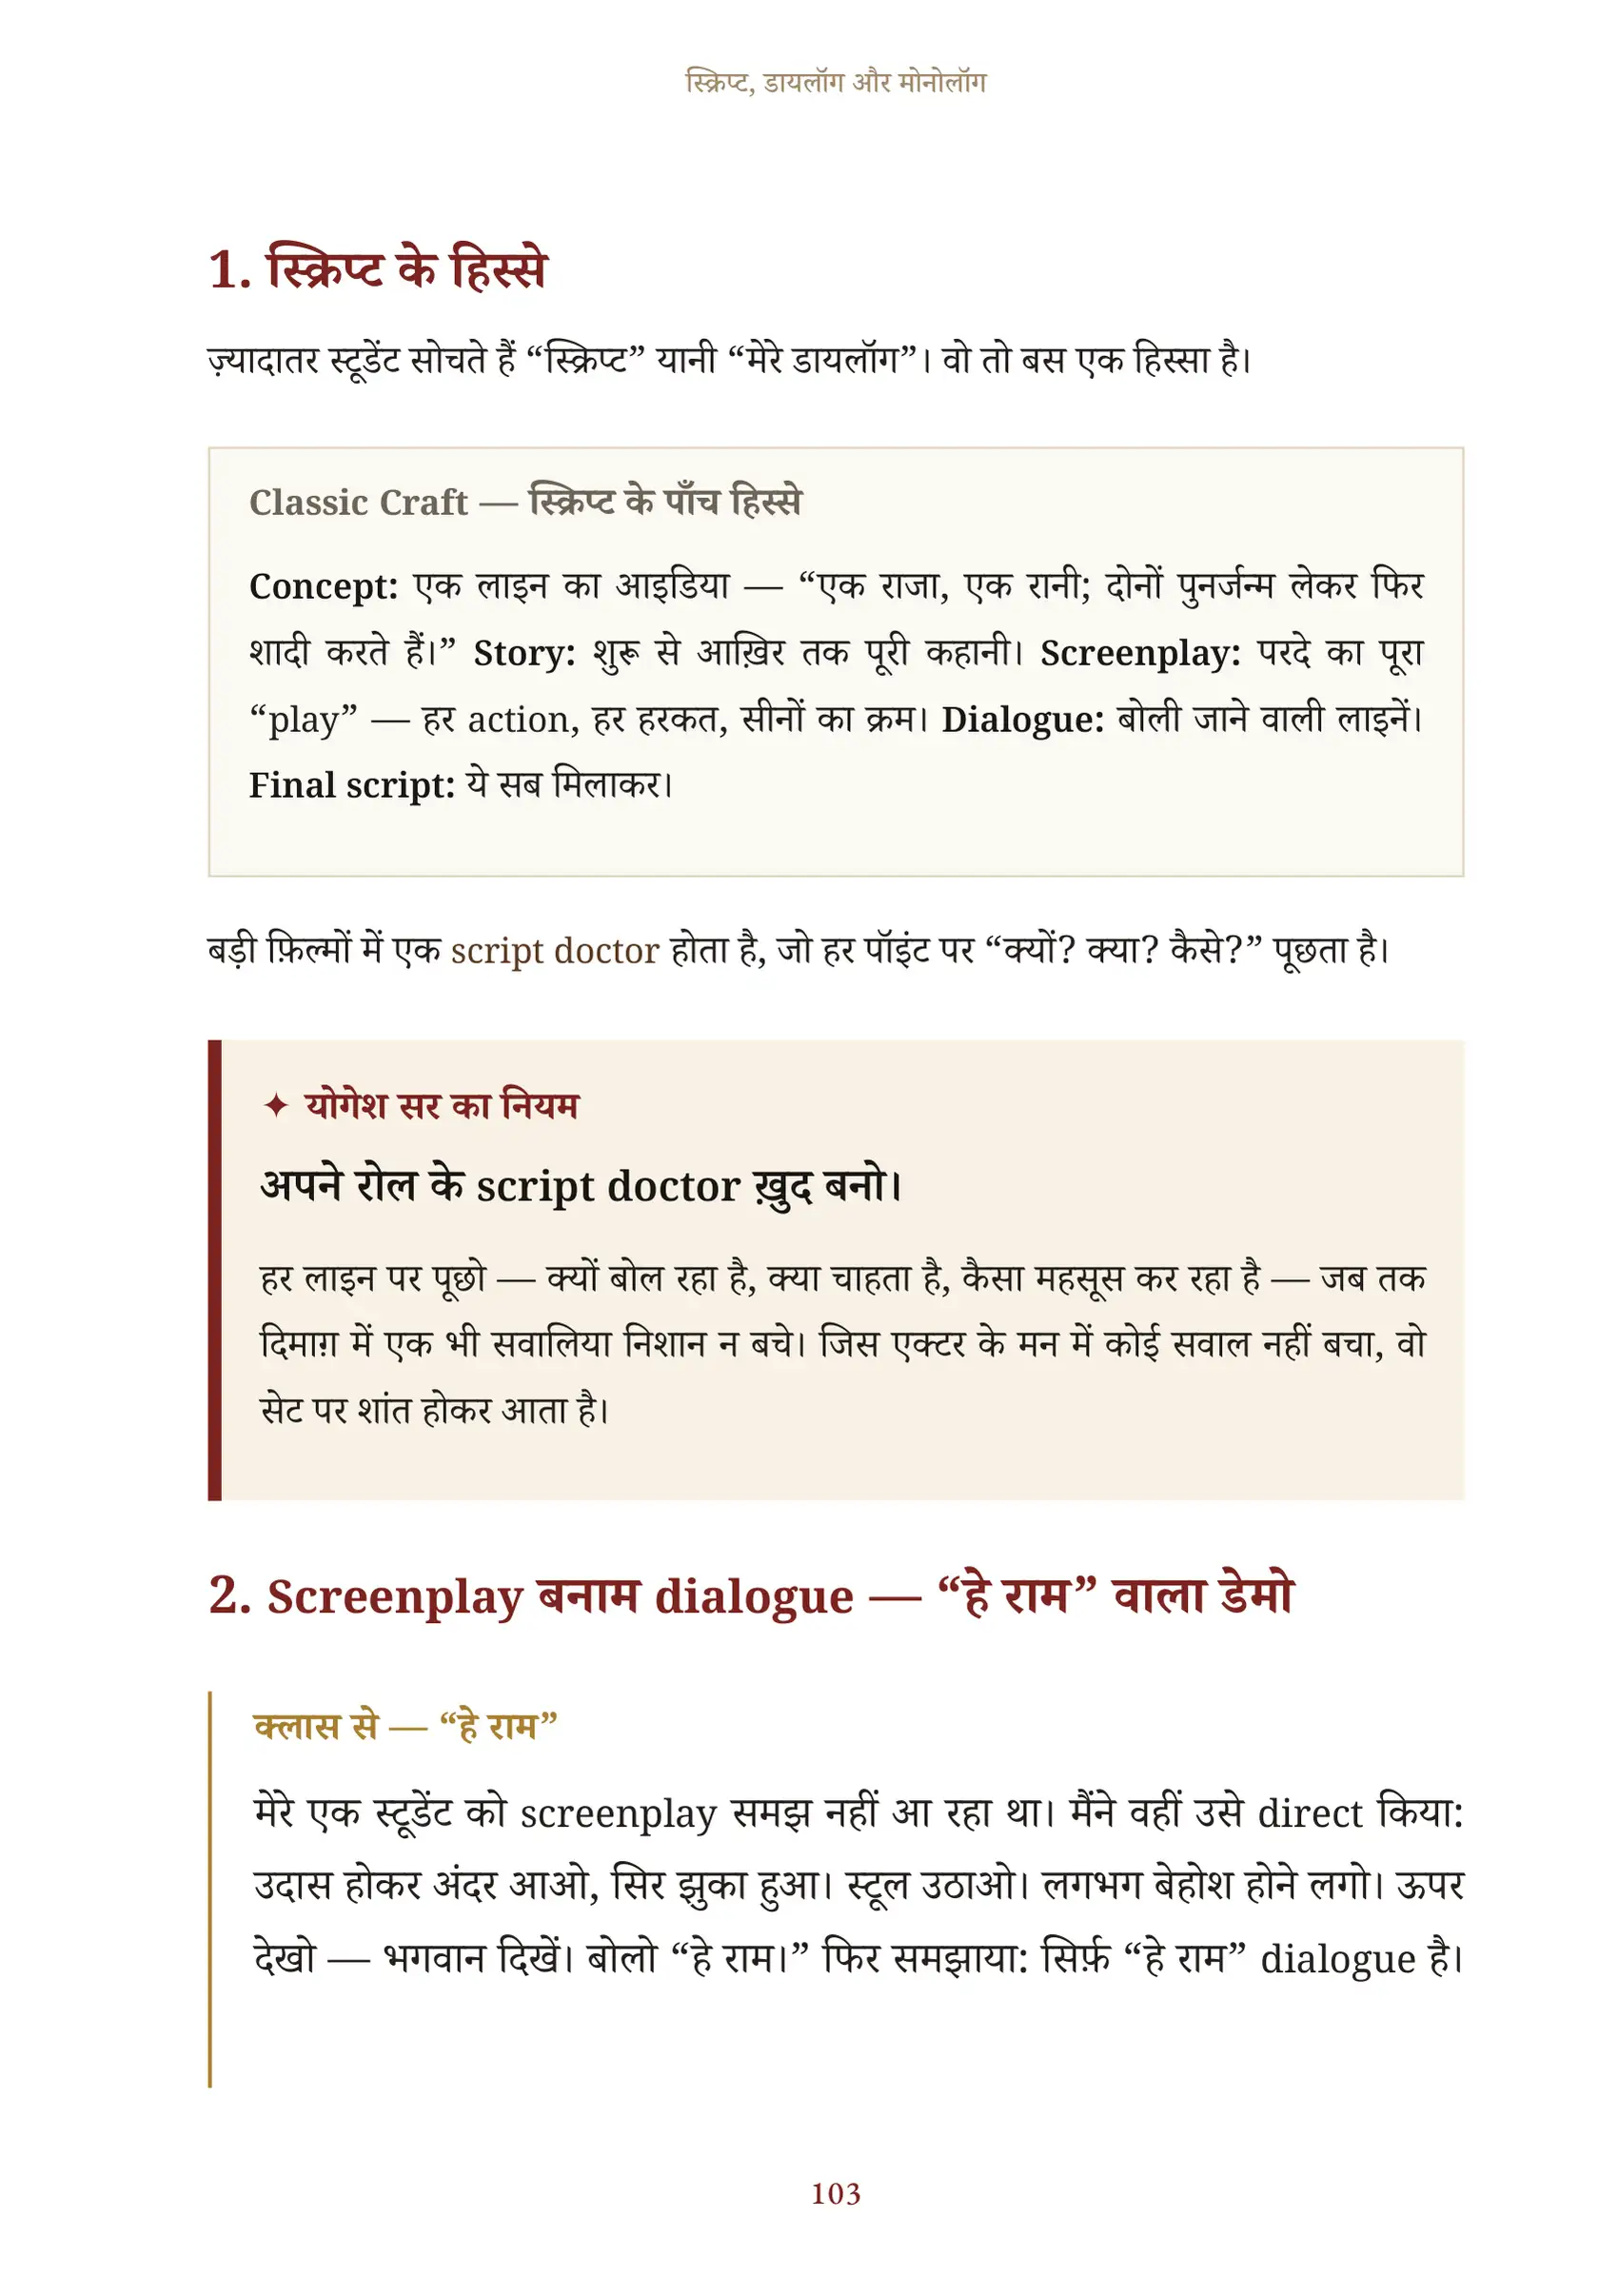 स्क्रिप्ट, डायलॉग और मोनोलॉग
1. स्क्रिप्ट के हिस्से
ज़्यादातर स्टूडेंट सोचते हैं “स्क्रिप्ट” यानी “मेरे डायलॉग”। वो तो बस एक हिस्सा है।
Classic Craft — स्क्रिप्ट के पाँच हिस्से
Concept: एक लाइन का आइडिया — “एक राजा, एक रानी; दोनों पुनर्जन्म लेकर फिर
शादी करते हैं।” Story: शुरू से आख़िर तक पूरी कहानी। Screenplay: परदे का पूरा
“play” — हर action, हर हरकत, सीनों का क्रम। Dialogue: बोली जाने वाली लाइनें।
Final script: ये सब मिलाकर।
बड़ी फ़िल्मों में एक script doctor होता है, जो हर पॉइंट पर “क्यों? क्या? कैसे?” पूछता है।
✦ योगेश सर का नियम
अपने रोल के script doctor ख़ुद बनो।
हर लाइन पर पूछो — क्यों बोल रहा है, क्या चाहता है, कैसा महसूस कर रहा है — जब तक
दिमाग़ में एक भी सवालिया निशान न बचे। जिस एक्टर के मन में कोई सवाल नहीं बचा, वो
सेट पर शांत होकर आता है।
2. Screenplay बनाम dialogue — “हे राम” वाला डेमो
क्लास से — “हे राम”
मेरे एक स्टूडेंट को screenplay समझ नहीं आ रहा था। मैंने वहीं उसे direct किया:
उदास होकर अंदर आओ, सिर झुका हुआ। स्टूल उठाओ। लगभग बेहोश होने लगो। ऊपर
देखो — भगवान दिखें। बोलो “हे राम।” फिर समझाया: सिर्फ़ “हे राम” dialogue है।
103